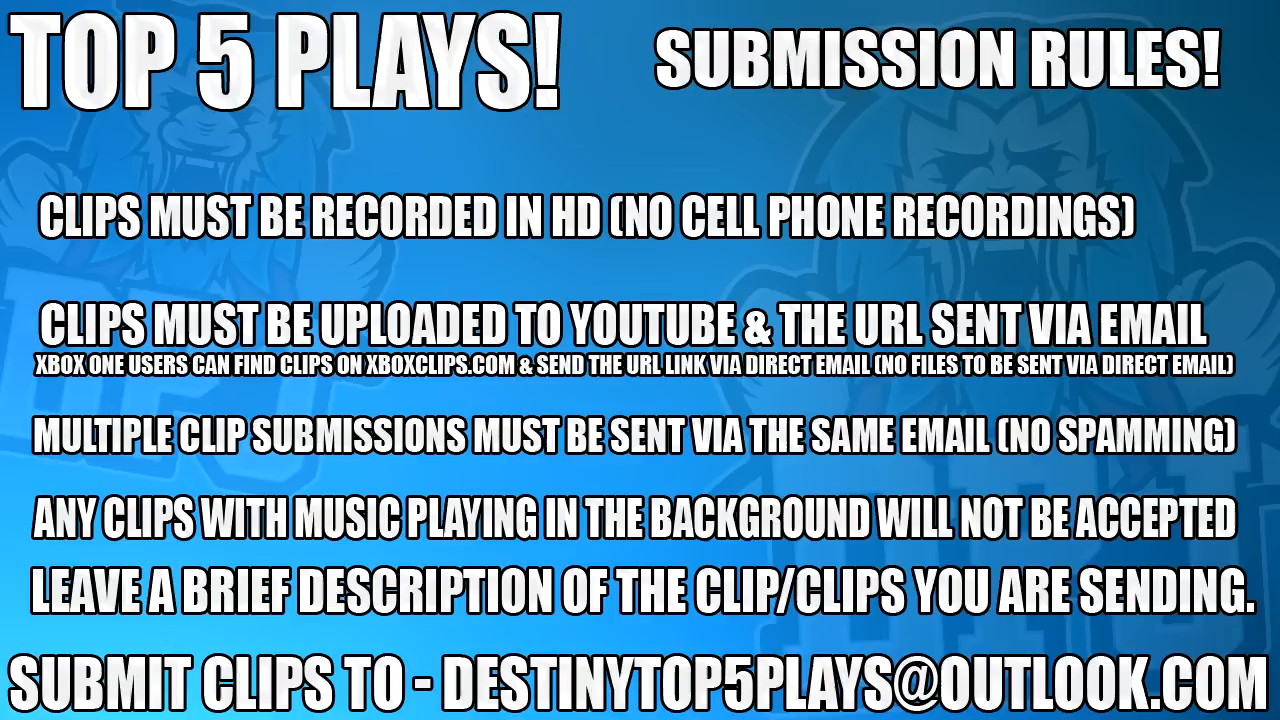 TOP 5 PLAYS!
SUBMISSION RULES!
CLIPS MUST BE RECORDED IN HD (NO CELL PHONE RECORDINGS)
CLIPS MUST BE UPLOADED TO YOUTUBE & THE URL SENT VIA EMAIL
XBOX ONE USERS CAN FIND CLIPS ON XBOXCLIPS.COM & SEND THE URL LINK VIA DIRECT EMAIL (NO FILES TO BE SENT VIA DIRECT EMAIL)
MULTIPLE CLIP SUBMISSIONS MUST BE SENT VIA THE SAME EMAIL (NO SPAMMING)
ANY CLIPS WITH MUSIC PLAYING IN THE BACKGROUND WILL NOT BE ACCEPTED
LEAVE A BRIEF DESCRIPTION OF THE CLIP/CLIPS YOU ARE SENDING.
SUBMIT CLIPS TO - DESTINYTOP5PLAYS@OUTLOOK.COM